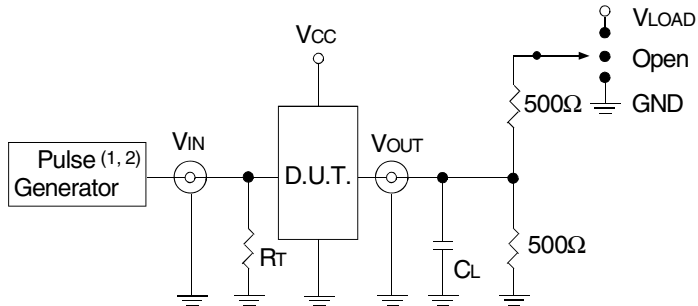 VLOAD
VCC
Open
500Ω
GND
VIN
VOUT
Pulse (1, 2)
Generator
D.U.T.
RT
CL
500Ω